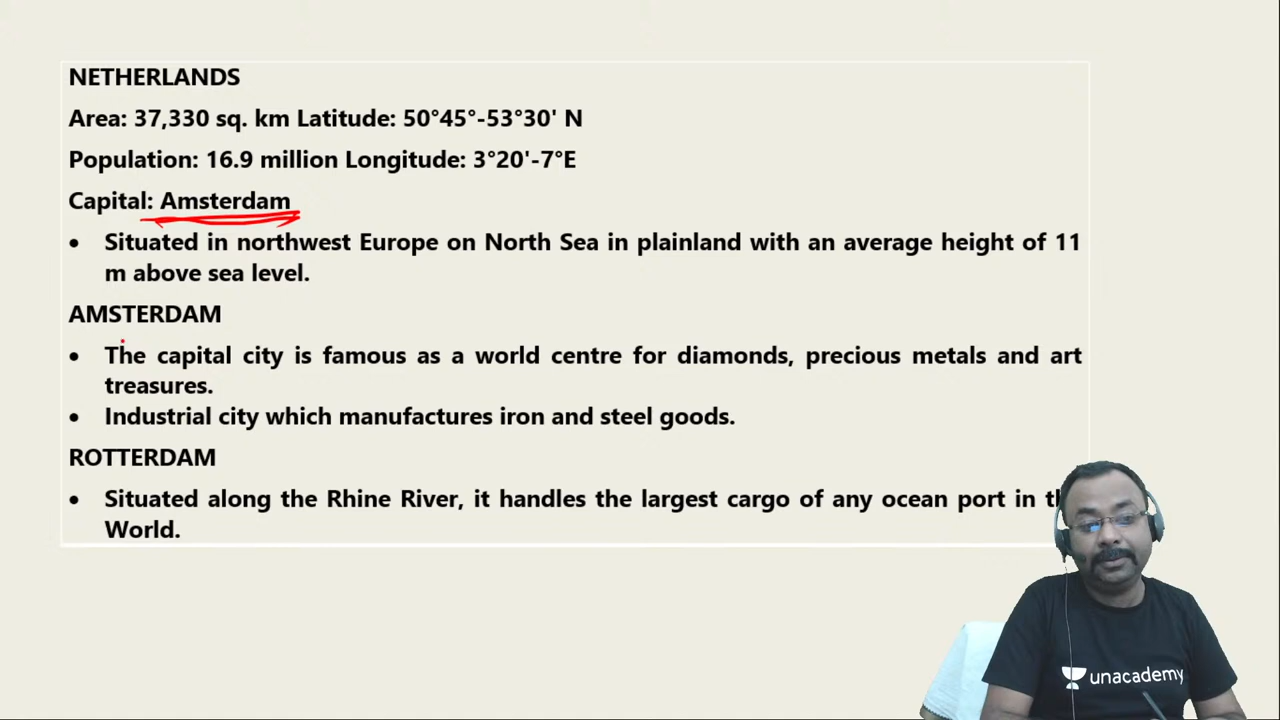 NETHERLANDS
Area: 37,330 sq. km Latitude: 50°45°-53°30' N
Population: 16.9 million Longitude: 3°20'-7°E
Capital: Amsterdam
• Situated in northwest Europe on North Sea in plainland with an average height of 11
m above sea level.
AMSTERDAM
• The capital city is famous as a world centre for diamonds, precious metals and art
treasures.
• Industrial city which manufactures iron and steel goods.
ROTTERDAM
• Situated along the Rhine River, it handles the largest cargo of any ocean port in
World.
unacademy